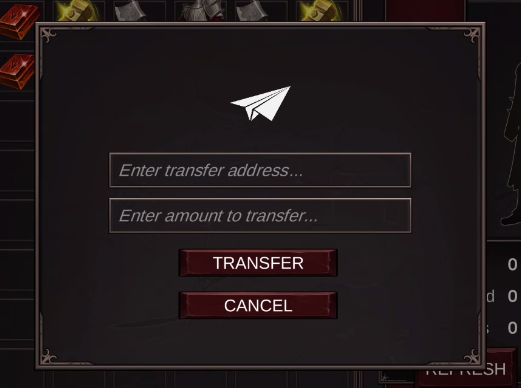 Enter transfer address...
Enter amount to transfer...
TRANSFER
CANCEL
0
d 0
s 0
REFRESH